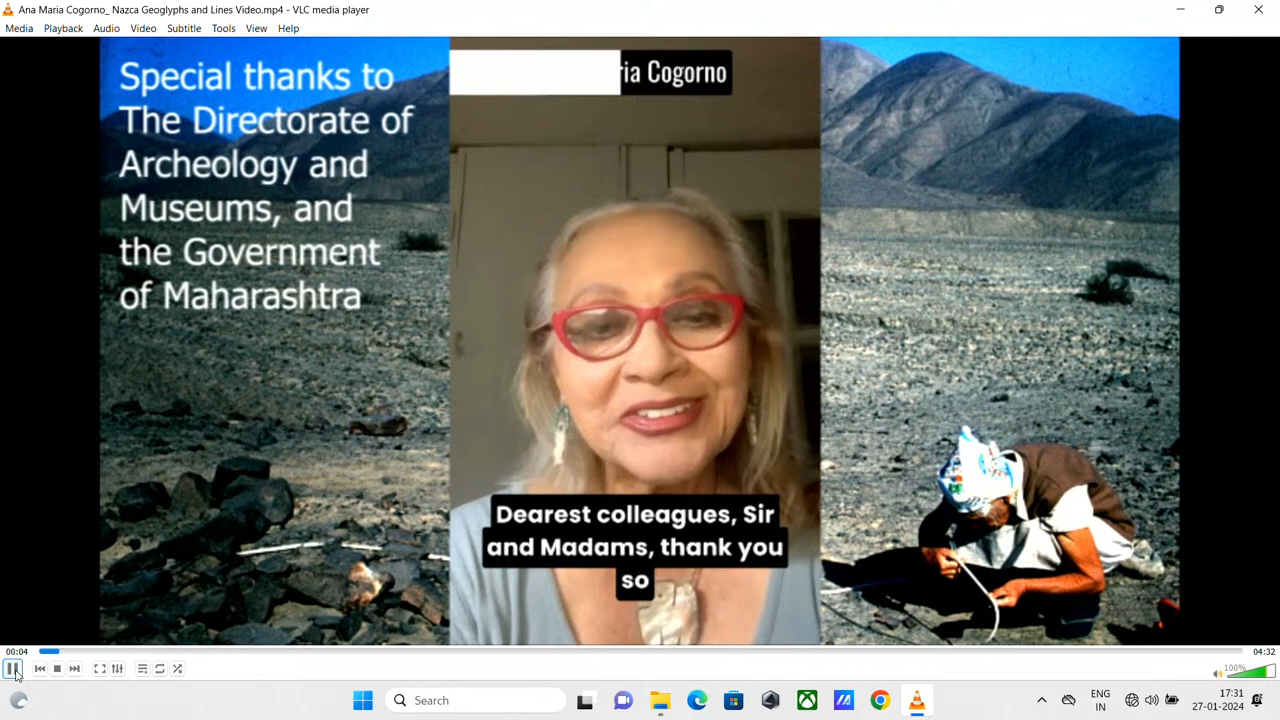 Ana Maria Cogorno_ Nazca Geoglyphs and Lines Video.mp4 - VLC media player
Media Playback Audio Video Subtitle Tools View Help
Special thanks to
The Directorate of
Archeology and
Museums, and
the Government
of Maharashtra
ria Cogorno
Dearest colleagues, Sir
and Madams, thank you
so
00:04
04:32
100%
Search
ENG
IN
17:31
27-01-2024